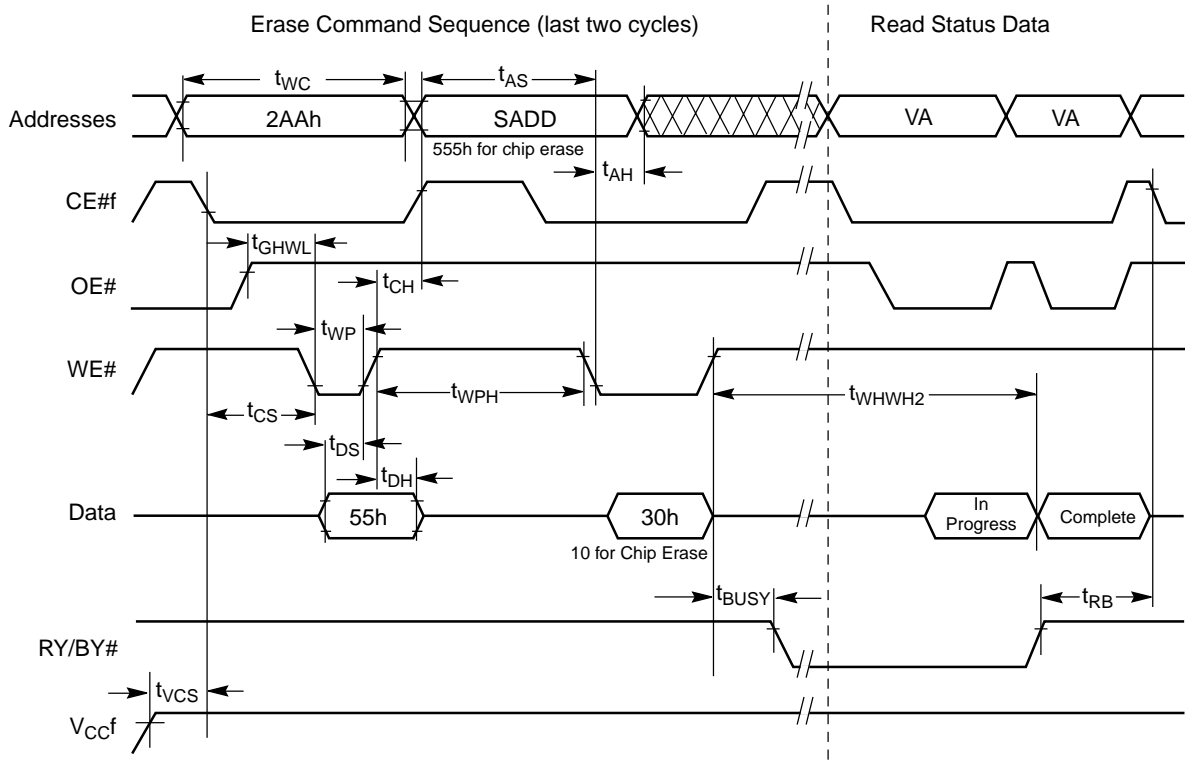 Erase Command Sequence (last two cycles)
Read Status Data
tWC
tAS
Addresses
2AAh
SADD
VA
VA
555h for chip erase
tAH
CE#f
tGHWL
OE#
tCH
tWP
WE#
tWPH
tWHWH2
tCS
tDS
tDH
Data
55h
30h
In
Progress
Complete
10 for Chip Erase
tBUSY
tRB
RY/BY#
tVCS
VCCf